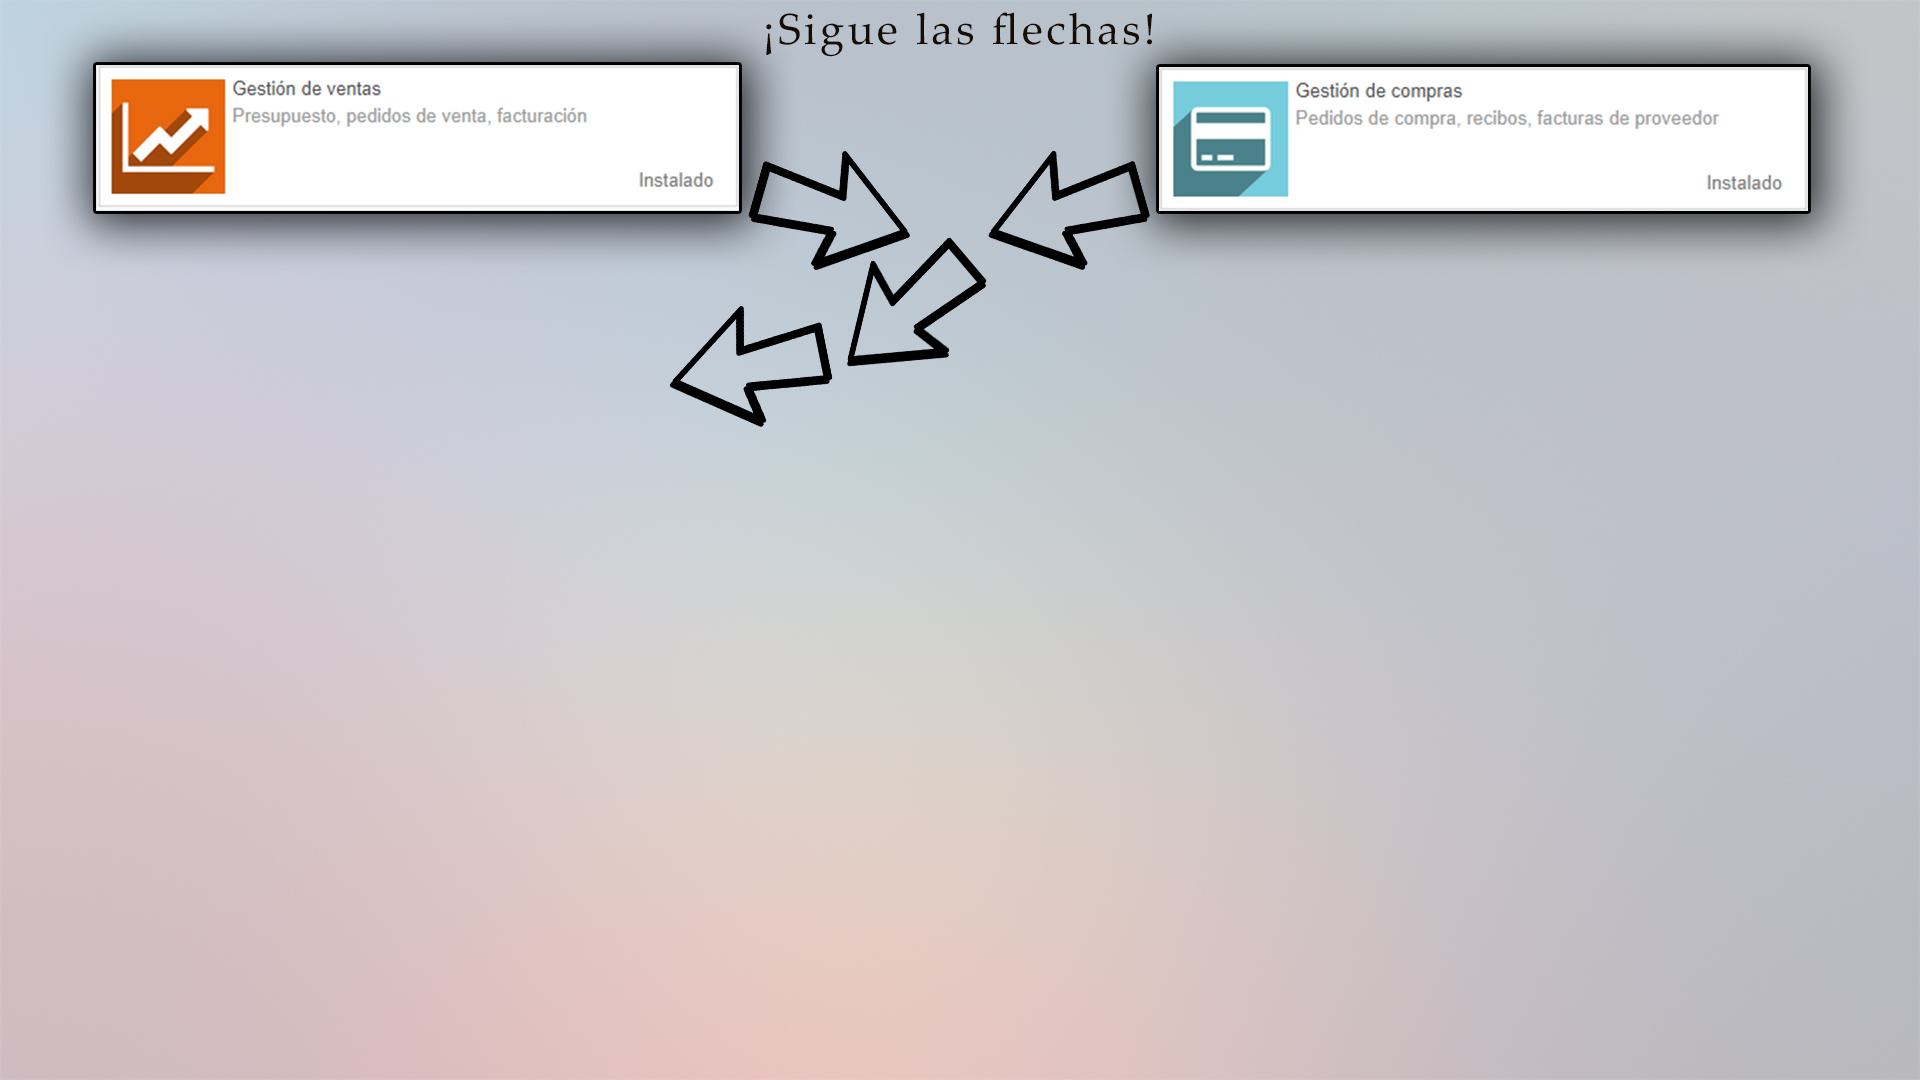 ¡Sigue las flechas!
Gestión de ventas
Presupuesto, pedidos de venta, facturación
Instalado
Gestión de compras
Pedidos de compra, recibos, facturas de proveedor
Instalado